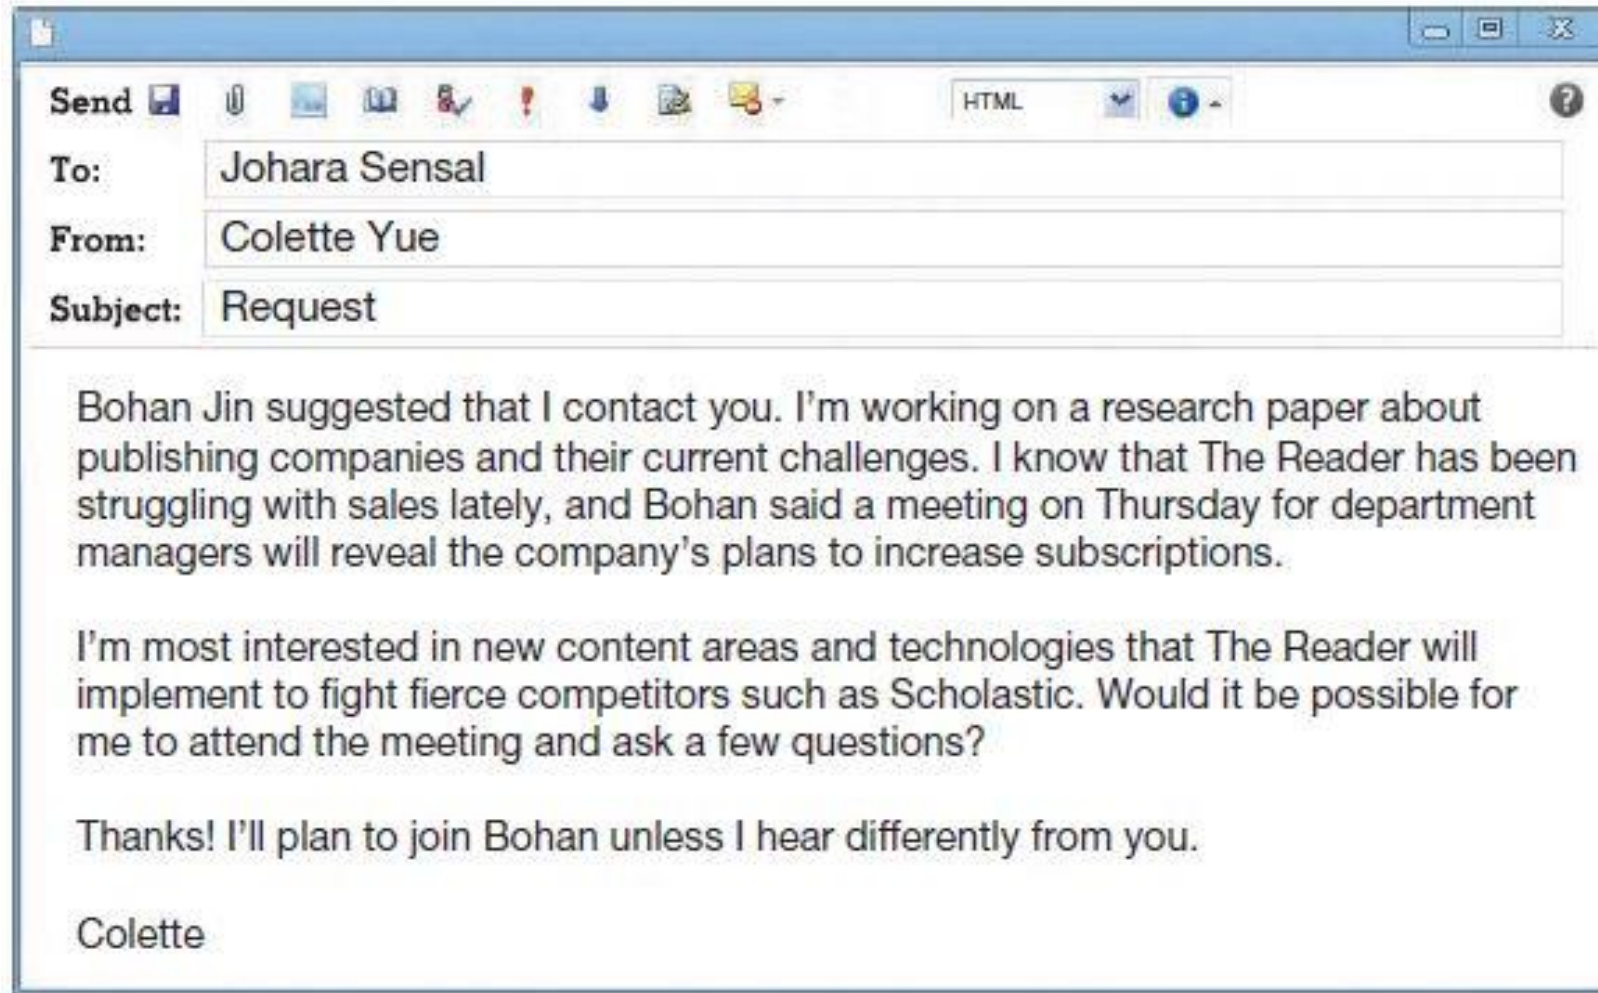 Send HTML
To: Johara Sensal
From: Colette Yue
Subject: Request
Bohan Jin suggested that I contact you. I'm working on a research paper about
publishing companies and their current challenges. I know that The Reader has been
struggling with sales lately, and Bohan said a meeting on Thursday for department
managers will reveal the company's plans to increase subscriptions.
I'm most interested in new content areas and technologies that The Reader will
implement to fight fierce competitors such as Scholastic. Would it be possible for
me to attend the meeting and ask a few questions?
Thanks! I'll plan to join Bohan unless I hear differently from you.
Colette